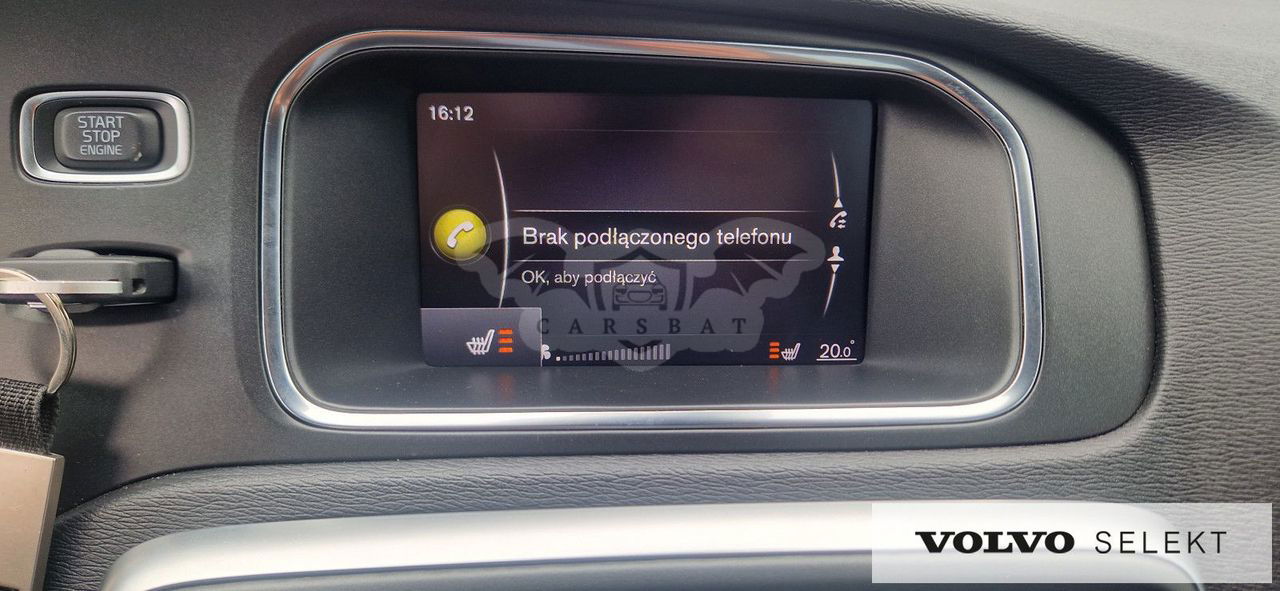 START
STOP
ENGINE
16:12
Brak podłączonego telefonu
OK, aby podłączyć
CARSBAT
20.0°
VOLVO SELEKT